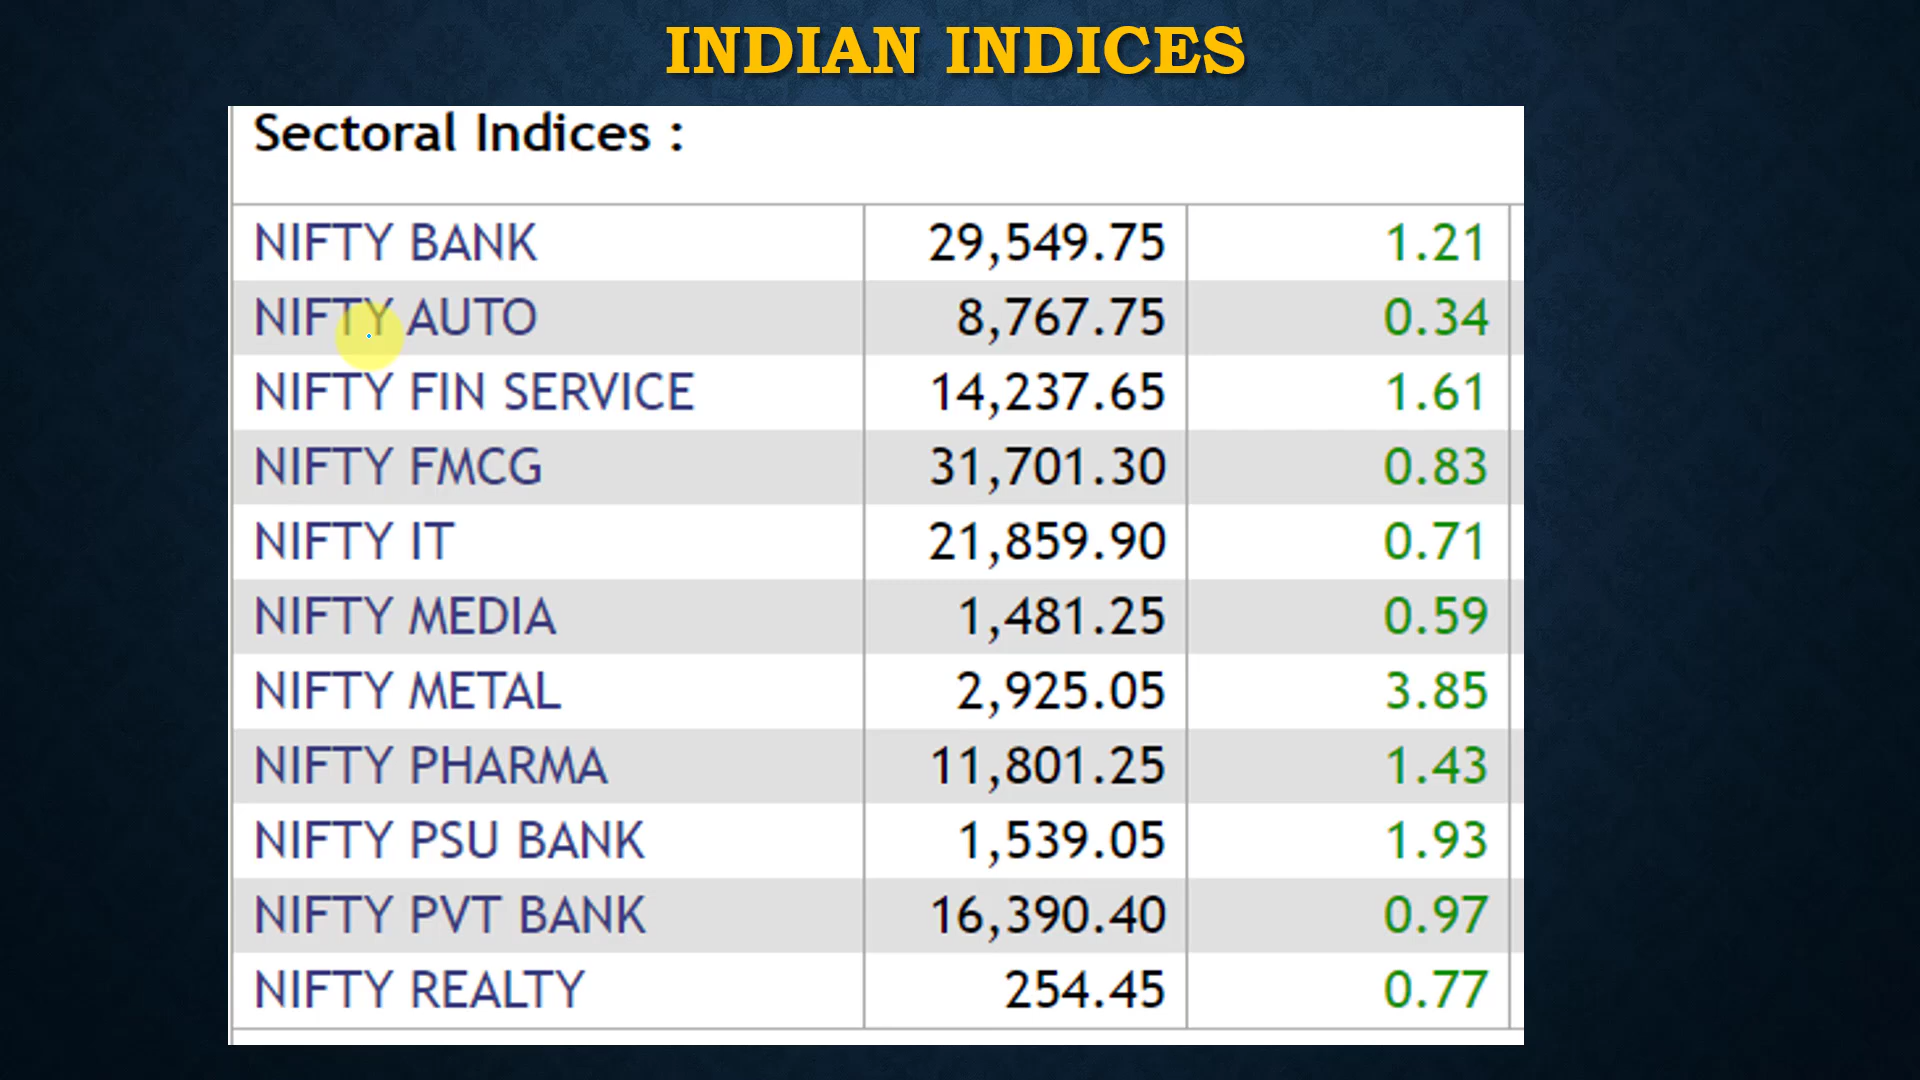 INDIAN INDICES
Sectoral Indices :
NIFTY BANK 29,549.75 1.21
NIFTY AUTO 8,767.75 0.34
NIFTY FIN SERVICE 14,237.65 1.61
NIFTY FMCG 31,701.30 0.83
NIFTY IT 21,859.90 0.71
NIFTY MEDIA 1,481.25 0.59
NIFTY METAL 2,925.05 3.85
NIFTY PHARMA 11,801.25 1.43
NIFTY PSU BANK 1,539.05 1.93
NIFTY PVT BANK 16,390.40 0.97
NIFTY REALTY 254.45 0.77